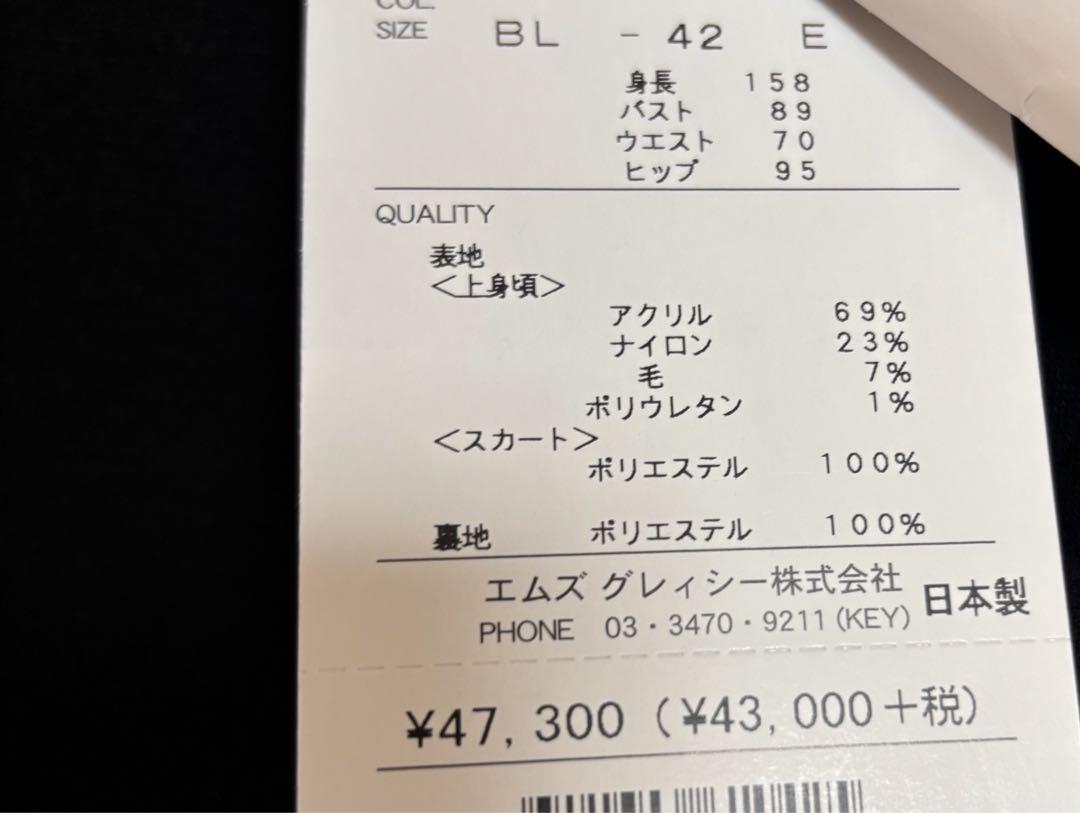 COL.
SIZE BL - 42 E
身長 158
バスト 89
ウエスト 70
ヒップ 95
QUALITY
表地
<上身頃>
アクリル 69%
ナイロン 23%
毛 7%
ポリウレタン 1%
<スカート>
ポリエステル 100%
裏地 ポリエステル 100%
エムズ グレィシー株式会社 日本製
PHONE 03・3470・9211(KEY)
¥47,300(¥43,000+税)